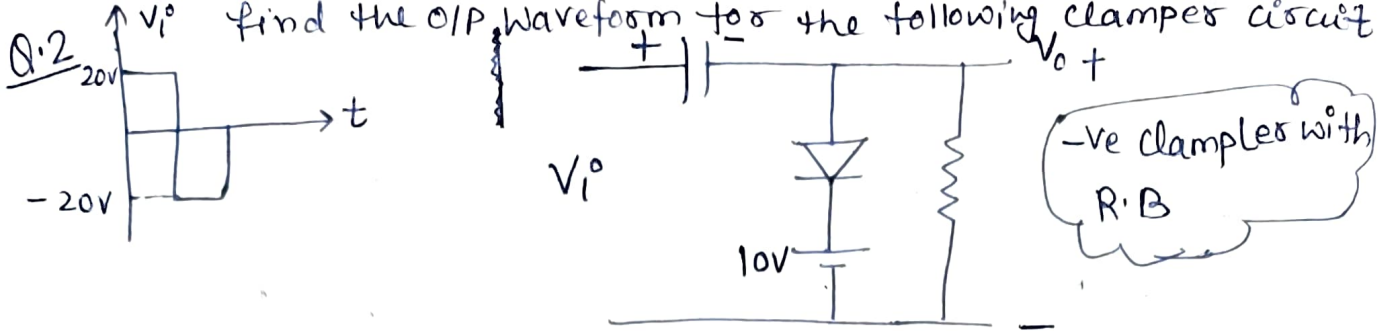 Q.2 Vi find the O/P Waveform for the following clamper circuit
20V
t
-20V
+ -
Vo +
Vi
10V
-
-ve clampler with
R.B